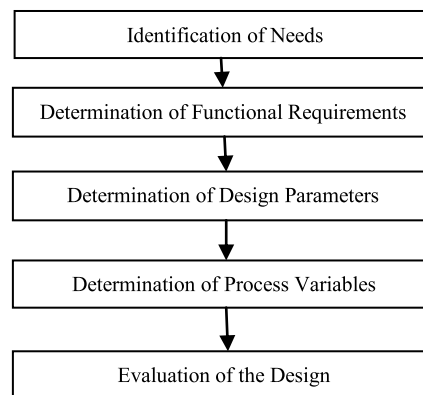 Identification of Needs
Determination of Functional Requirements
Determination of Design Parameters
Determination of Process Variables
Evaluation of the Design